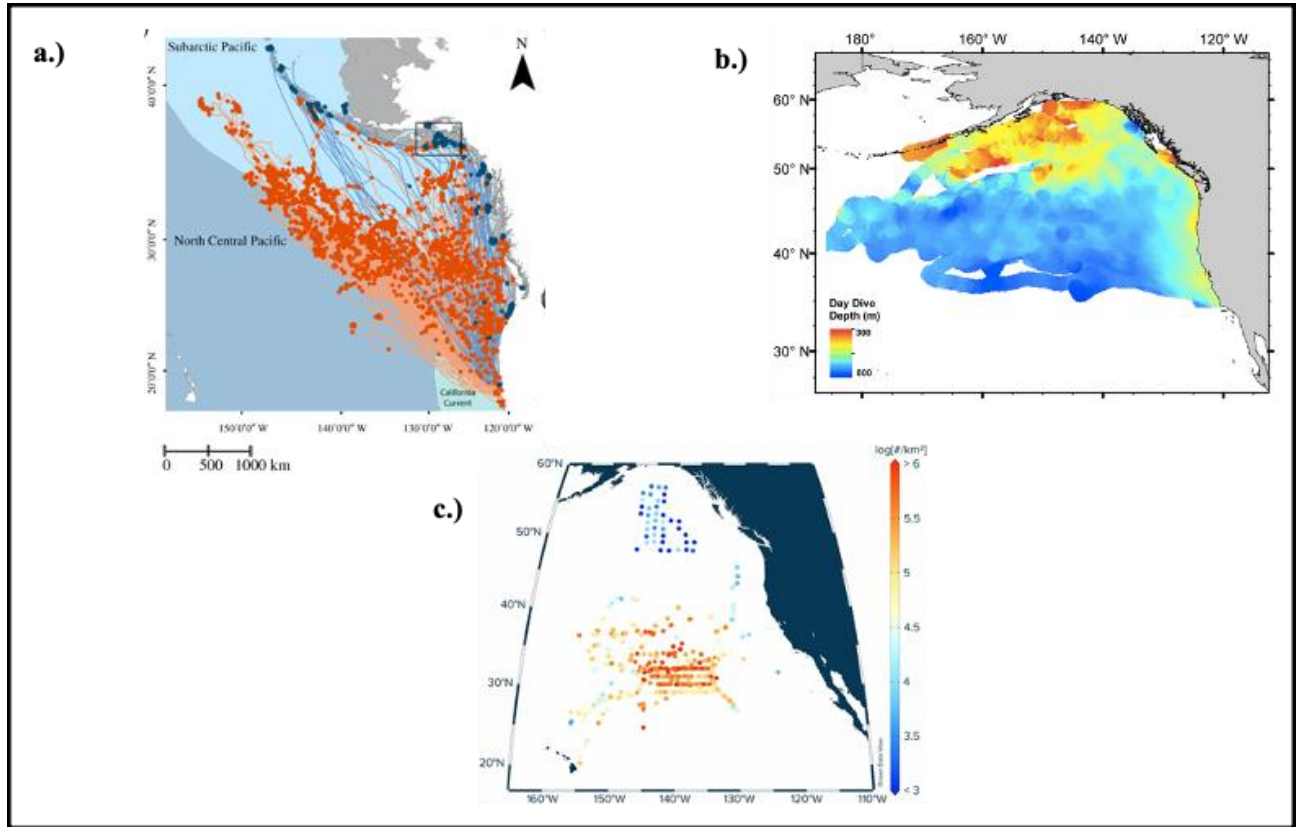 a.)
Subarctic Pacific
N
40°0'0" N
North Central Pacific
30°0'0" N
20°0'0" N
California
Current
150°0'0" W
140°0'0" W
130°0'0" W
120°0'0" W
0 500 1000 km
b.)
180°
-160°
-140°
-120°
60° N
50° N
40° N
30° N
Day Dive
Depth (m)
300
800
c.)
log[#/km²]
60°N
50°N
40°N
30°N
20°N
160°W
150°W
140°W
130°W
120°W
110°W
> 6
5.5
5
4.5
4
3.5
< 3